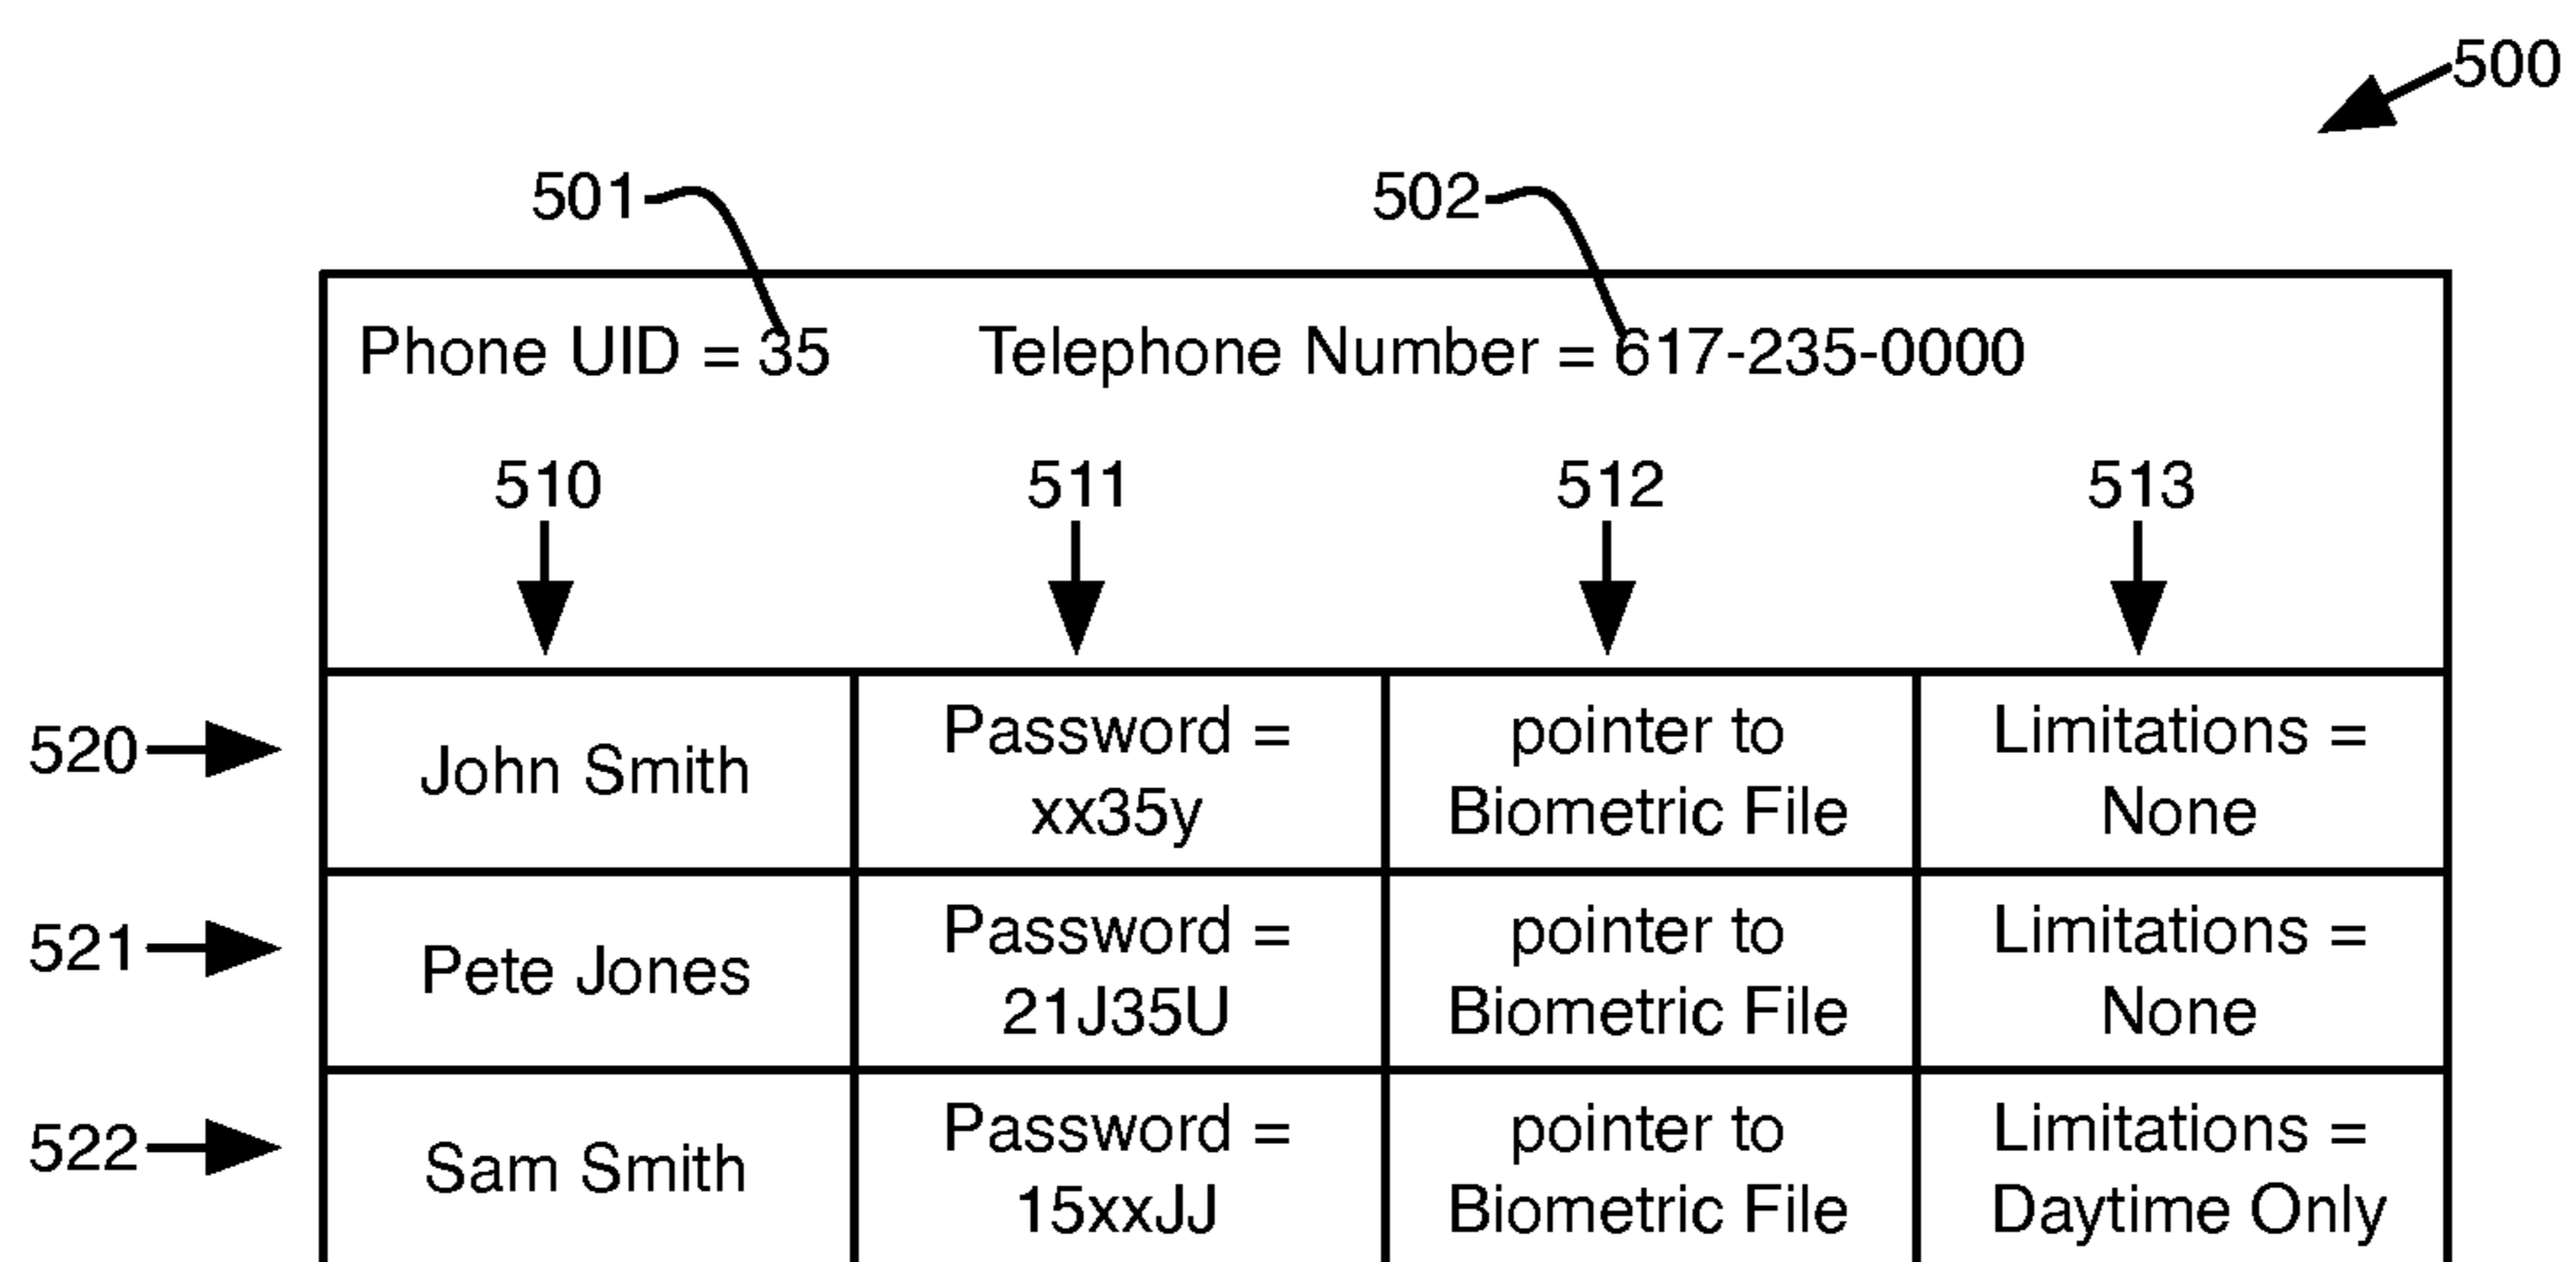 500
501 502
Phone UID = 35 Telephone Number = 617-235-0000
510 511 512 513
520 John Smith Password = xx35y pointer to Biometric File Limitations = None
521 Pete Jones Password = 21J35U pointer to Biometric File Limitations = None
522 Sam Smith Password = 15xxJJ pointer to Biometric File Limitations = Daytime Only